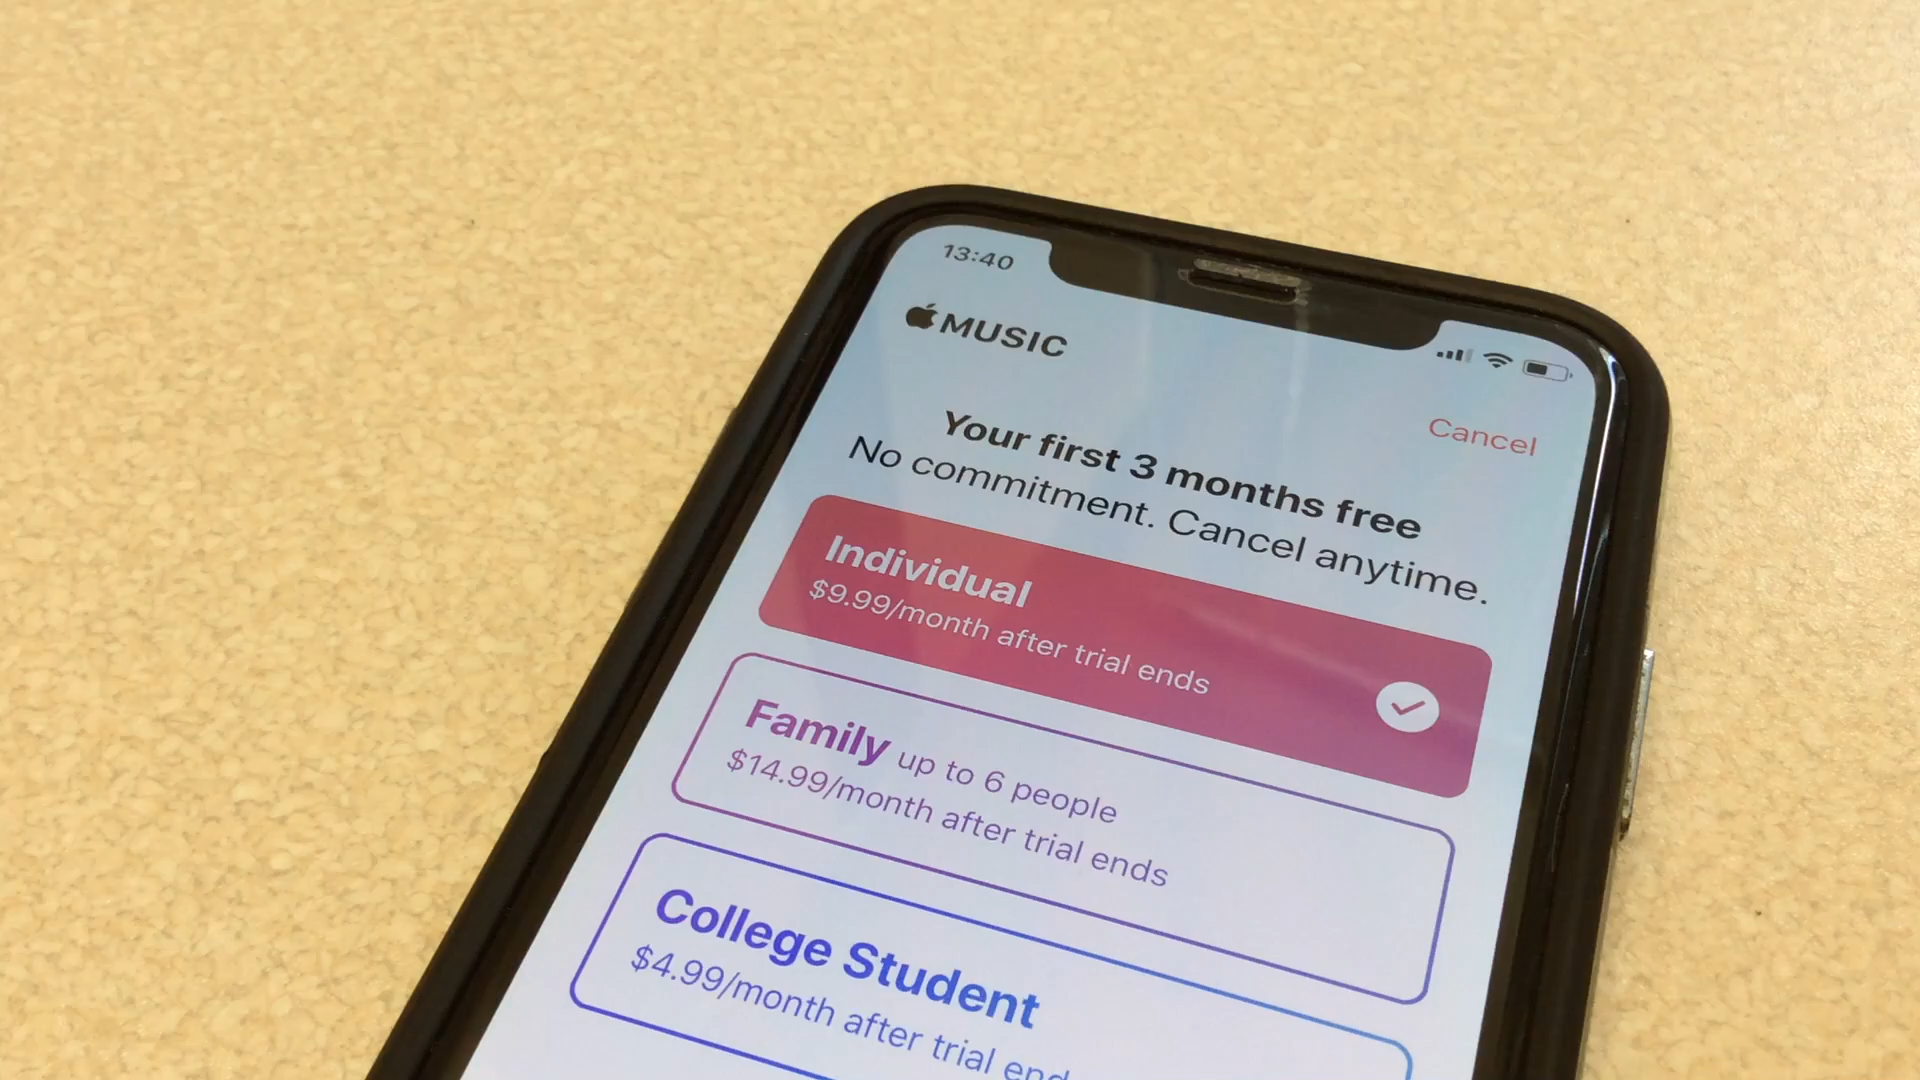 13:40
MUSIC
Cancel
Your first 3 months free
No commitment. Cancel anytime.
Individual
$9.99/month after trial ends
Family up to 6 people
$14.99/month after trial ends
College Student
$4.99/month after trial